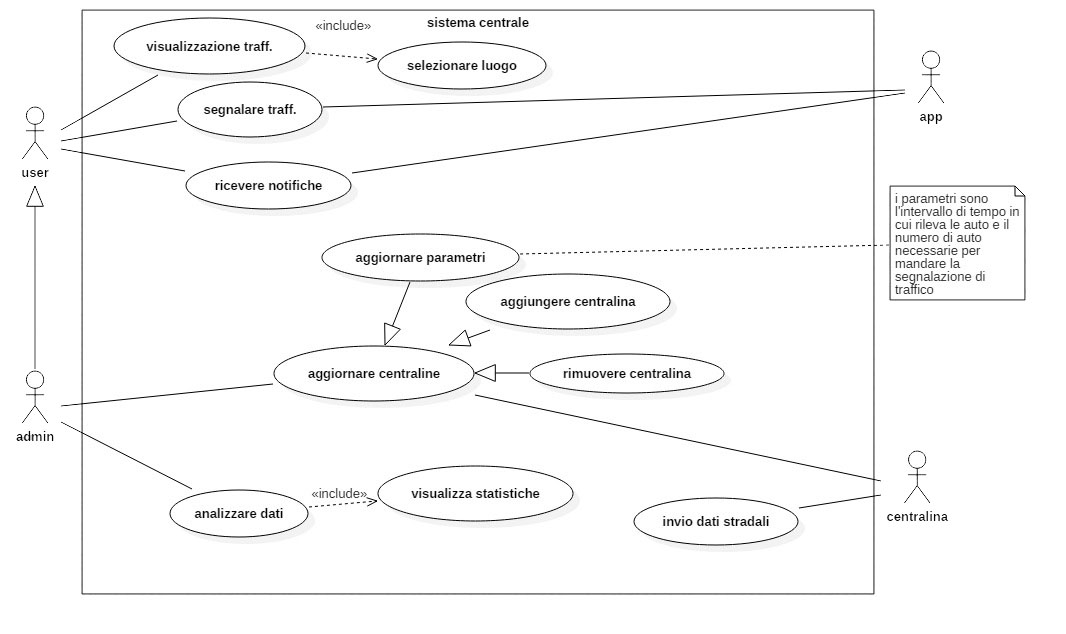 sistema centrale
«include»
visualizzazione traff.
selezionare luogo
segnalare traff.
app
user
ricevere notifiche
i parametri sono
l'intervallo di tempo in
cui rileva le auto e il
numero di auto
necessarie per
mandare la
segnalazione di
traffico
aggiornare parametri
aggiungere centralina
aggiornare centraline
rimuovere centralina
admin
«include»
visualizza statistiche
analizzare dati
invio dati stradali
centralina